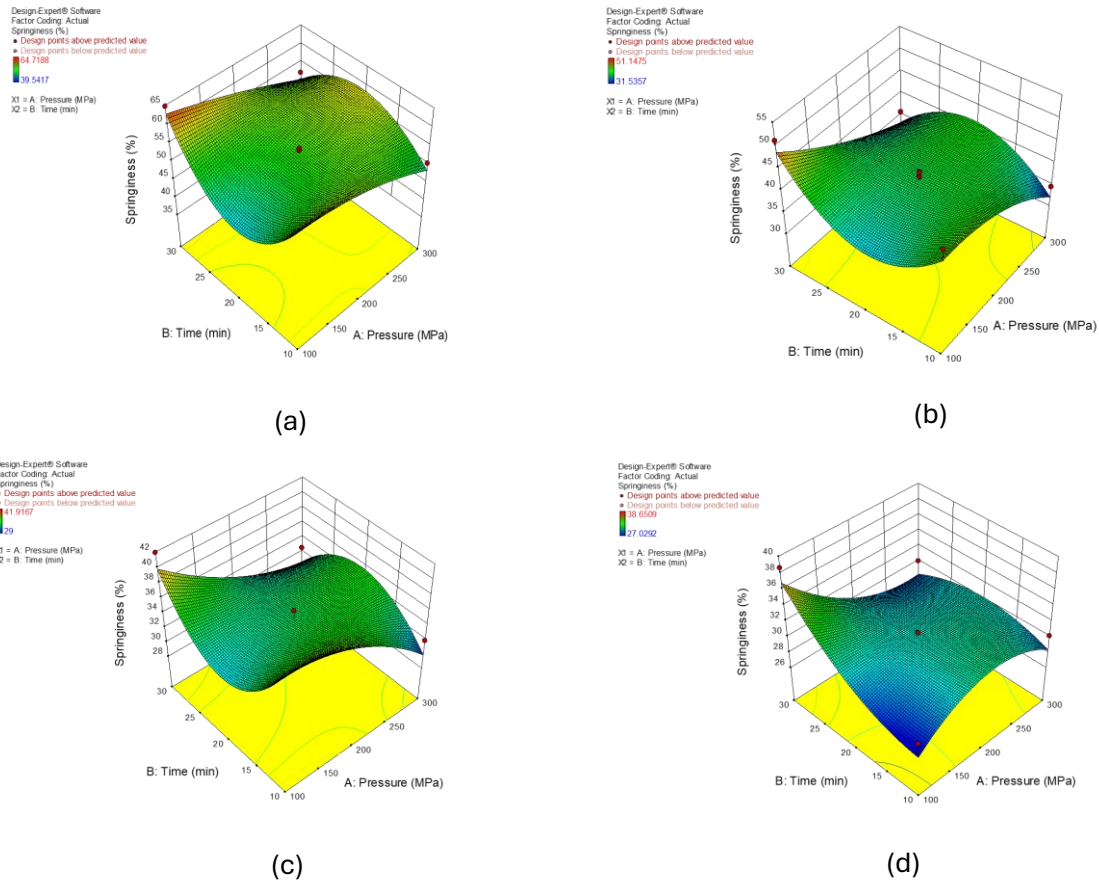 Design-Expert® Software
Factor Coding: Actual
Springiness (%)
Design points above predicted value
Design points below predicted value
64.7188
39.5417
X1 = A: Pressure (MPa)
X2 = B: Time (min)
65
60
55
50
45
40
35
Springiness (%)
30
25
20
15
10
B: Time (min)
100
150
200
250
300
A: Pressure (MPa)
(a)
Design-Expert® Software
Factor Coding: Actual
Springiness (%)
Design points above predicted value
Design points below predicted value
51.1475
31.5357
X1 = A: Pressure (MPa)
X2 = B: Time (min)
55
50
45
40
35
30
Springiness (%)
30
25
20
15
10
B: Time (min)
100
150
200
250
300
A: Pressure (MPa)
(b)
esign-Expert® Software
actor Coding: Actual
pringiness (%)
Design points above predicted value
Design points below predicted value
41.9167
29
1 = A: Pressure (MPa)
2 = B: Time (min)
42
40
38
36
34
32
30
28
Springiness (%)
30
25
20
15
10
B: Time (min)
100
150
200
250
300
A: Pressure (MPa)
(c)
Design-Expert® Software
Factor Coding: Actual
Springiness (%)
Design points above predicted value
Design points below predicted value
38.6509
27.0292
X1 = A: Pressure (MPa)
X2 = B: Time (min)
40
38
36
34
32
30
28
26
Springiness (%)
30
25
20
15
10
B: Time (min)
100
150
200
250
300
A: Pressure (MPa)
(d)